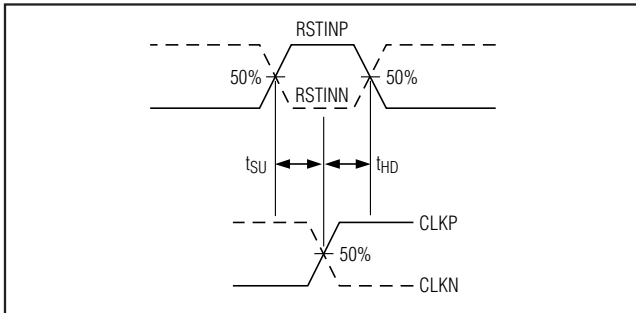 RSTINP
50%
50%
RSTINN
tSU
tHD
CLKP
50%
CLKN